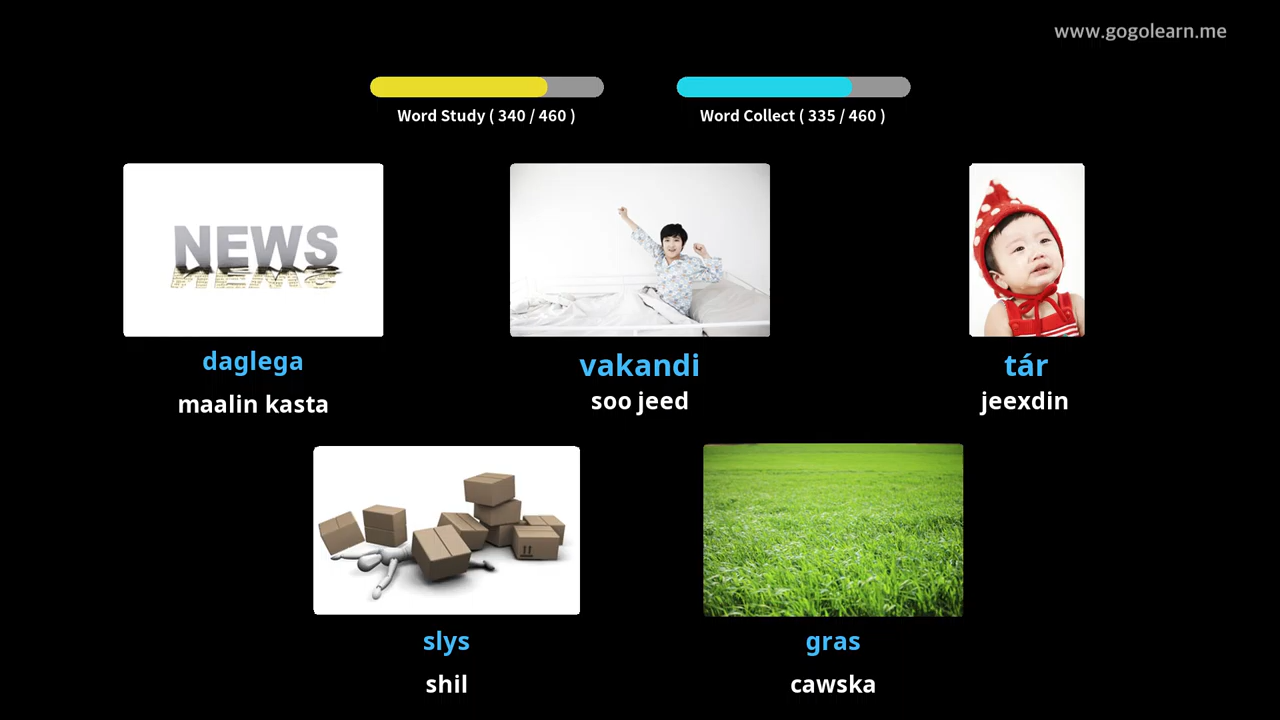 www.gogolearn.me
Word Study ( 340 / 460 )
Word Collect ( 335 / 460 )
NEWS
daglega
maalin kasta
vakandi
soo jeed
tár
jeexdin
slys
shil
gras
cawska